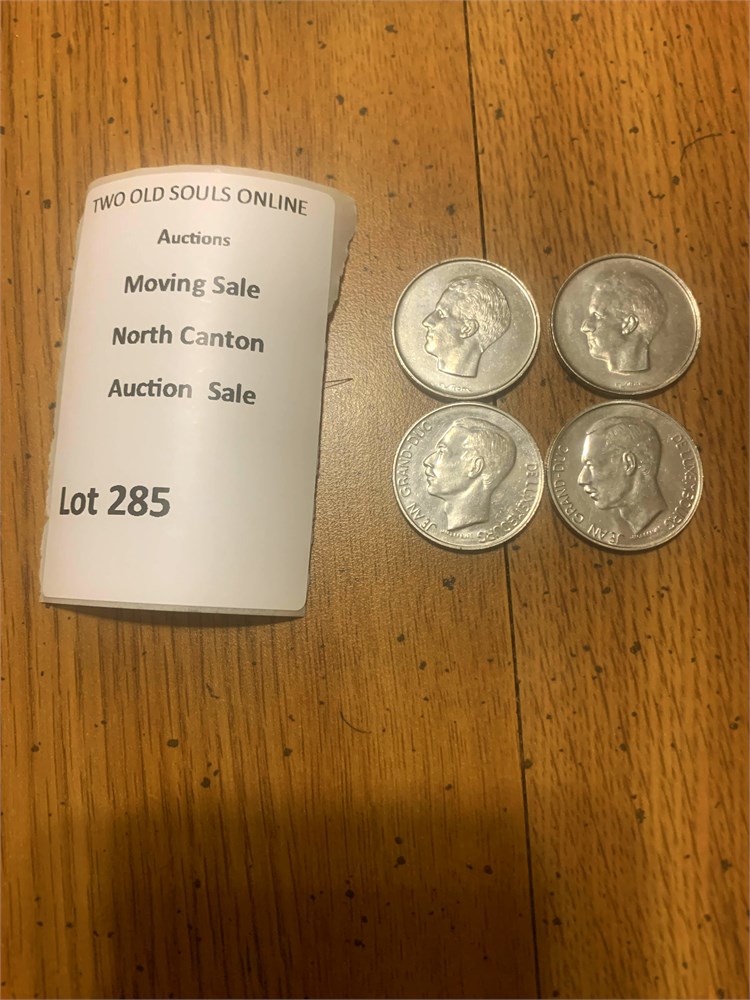 TWO OLD SOULS ONLINE
Auctions
Moving Sale
North Canton
Auction Sale
Lot 285
JEAN GRAND-DUC DE LUXEMBOURG
JEAN GRAND-DUC DE LUXEMBOURG